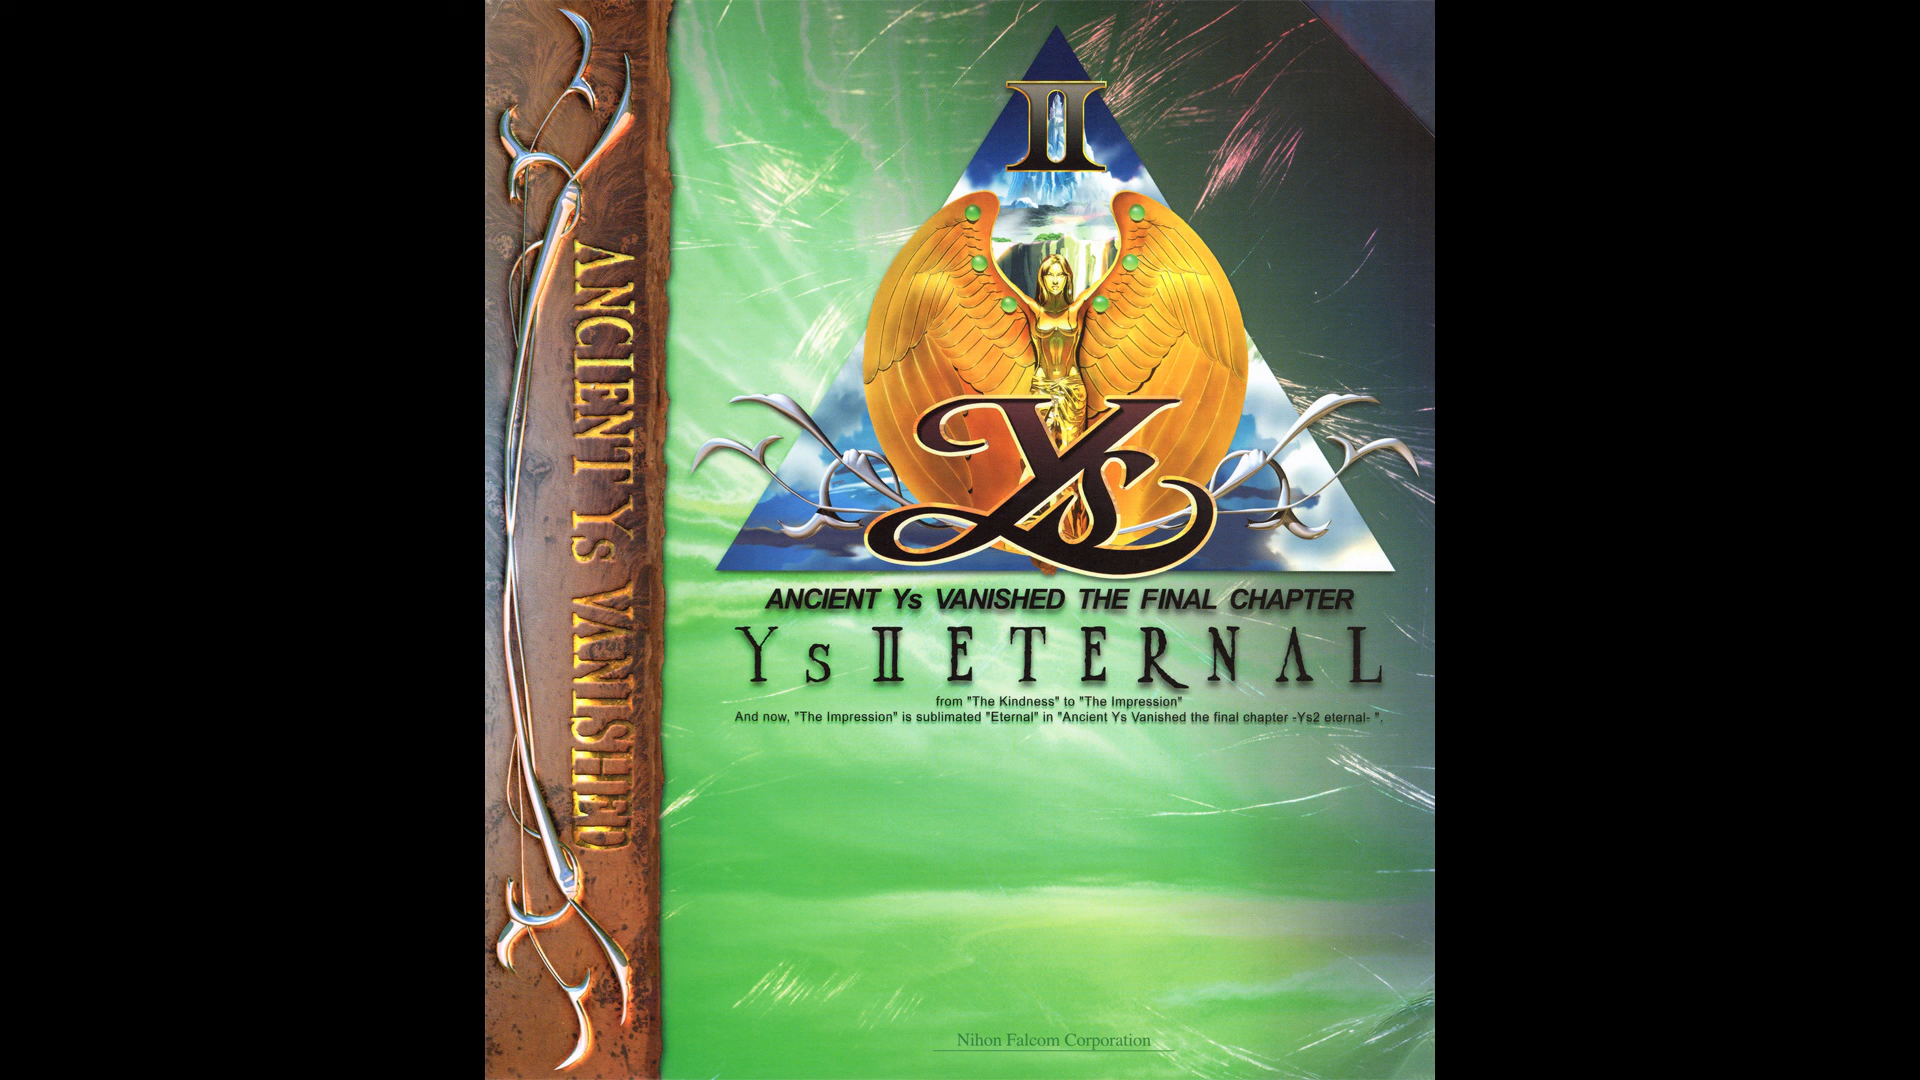 ANCIENT Ys VANISHED
II
Ys
ANCIENT Ys VANISHED THE FINAL CHAPTER
Ys II ETERNAL
from "The Kindness" to "The Impression"
And now, "The Impression" is sublimated "Eternal" in "Ancient Ys Vanished the final chapter -Ys2 eternal- ".
Nihon Falcom Corporation